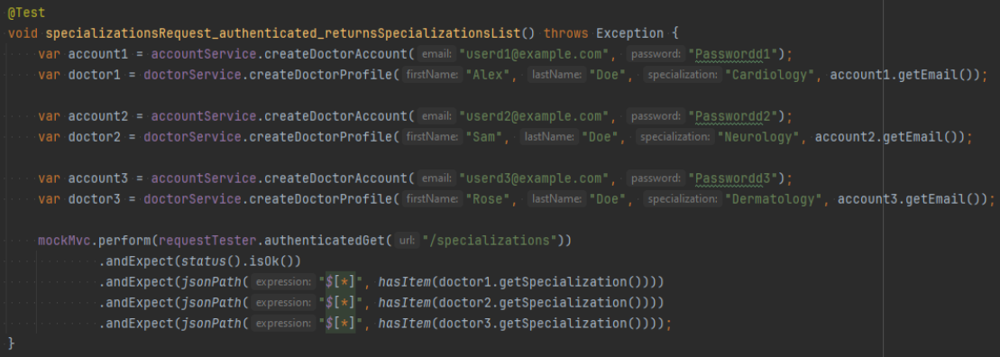 @Test
void specializationsRequest_authenticated_returnsSpecializationsList() throws Exception {
var account1 = accountService.createDoctorAccount( email: "userd1@example.com", password: "Passwordd1");
var doctor1 = doctorService.createDoctorProfile( firstName: "Alex", lastName: "Doe", specialization: "Cardiology", account1.getEmail());
var account2 = accountService.createDoctorAccount( email: "userd2@example.com", password: "Passwordd2");
var doctor2 = doctorService.createDoctorProfile( firstName: "Sam", lastName: "Doe", specialization: "Neurology", account2.getEmail());
var account3 = accountService.createDoctorAccount( email: "userd3@example.com", password: "Passwordd3");
var doctor3 = doctorService.createDoctorProfile( firstName: "Rose", lastName: "Doe", specialization: "Dermatology", account3.getEmail());
mockMvc.perform(requestTester.authenticatedGet( url: "/specializations"))
.andExpect(status().isOk())
.andExpect(jsonPath( expression: "$[*]", hasItem(doctor1.getSpecialization())))
.andExpect(jsonPath( expression: "$[*]", hasItem(doctor2.getSpecialization())))
.andExpect(jsonPath( expression: "$[*]", hasItem(doctor3.getSpecialization())));
}